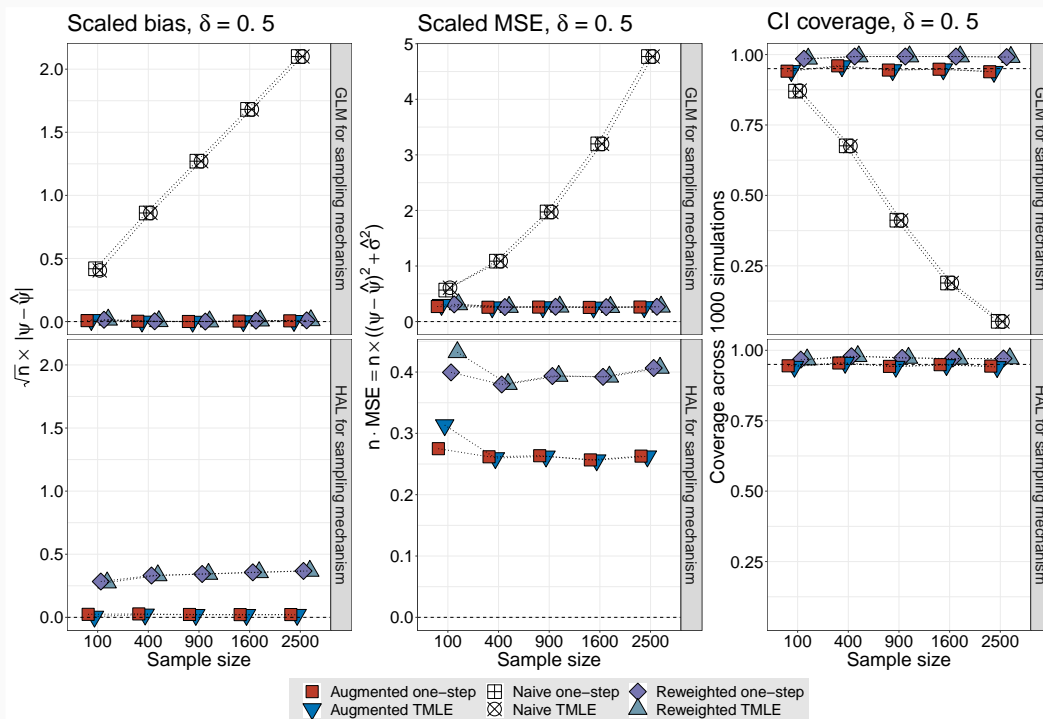 Scaled bias, δ = 0. 5
√n × |ψ − ψ̂|
2.0
1.5
1.0
0.5
0.0
GLM for sampling mechanism
2.0
1.5
1.0
0.5
0.0
HAL for sampling mechanism
100 400 900 1600 2500
Sample size
Scaled MSE, δ = 0. 5
n · MSE = n × ((ψ − ψ̂)² + σ̂²)
5
4
3
2
1
0
GLM for sampling mechanism
0.4
0.3
0.2
0.1
0.0
HAL for sampling mechanism
100 400 900 1600 2500
Sample size
CI coverage, δ = 0. 5
Coverage across 1000 simulations
1.00
0.75
0.50
0.25
GLM for sampling mechanism
1.00
0.75
0.50
0.25
HAL for sampling mechanism
100 400 900 1600 2500
Sample size
Augmented one−step Naive one−step Reweighted one−step
Augmented TMLE Naive TMLE Reweighted TMLE